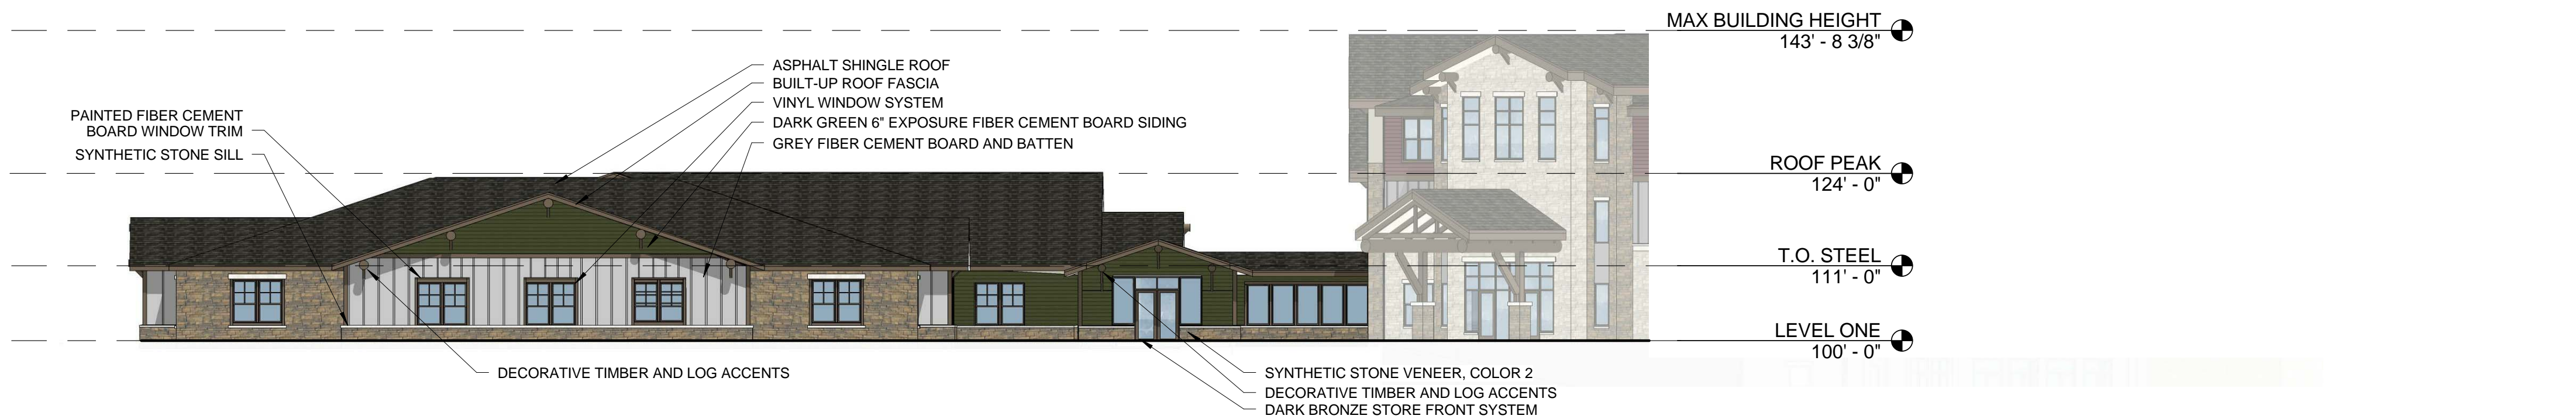 MAX BUILDING HEIGHT
143' - 8 3/8"
ASPHALT SHINGLE ROOF
BUILT-UP ROOF FASCIA
VINYL WINDOW SYSTEM
DARK GREEN 6" EXPOSURE FIBER CEMENT BOARD SIDING
GREY FIBER CEMENT BOARD AND BATTEN
PAINTED FIBER CEMENT
BOARD WINDOW TRIM
SYNTHETIC STONE SILL
ROOF PEAK
124' - 0"
T.O. STEEL
111' - 0"
LEVEL ONE
100' - 0"
DECORATIVE TIMBER AND LOG ACCENTS
SYNTHETIC STONE VENEER, COLOR 2
DECORATIVE TIMBER AND LOG ACCENTS
DARK BRONZE STORE FRONT SYSTEM